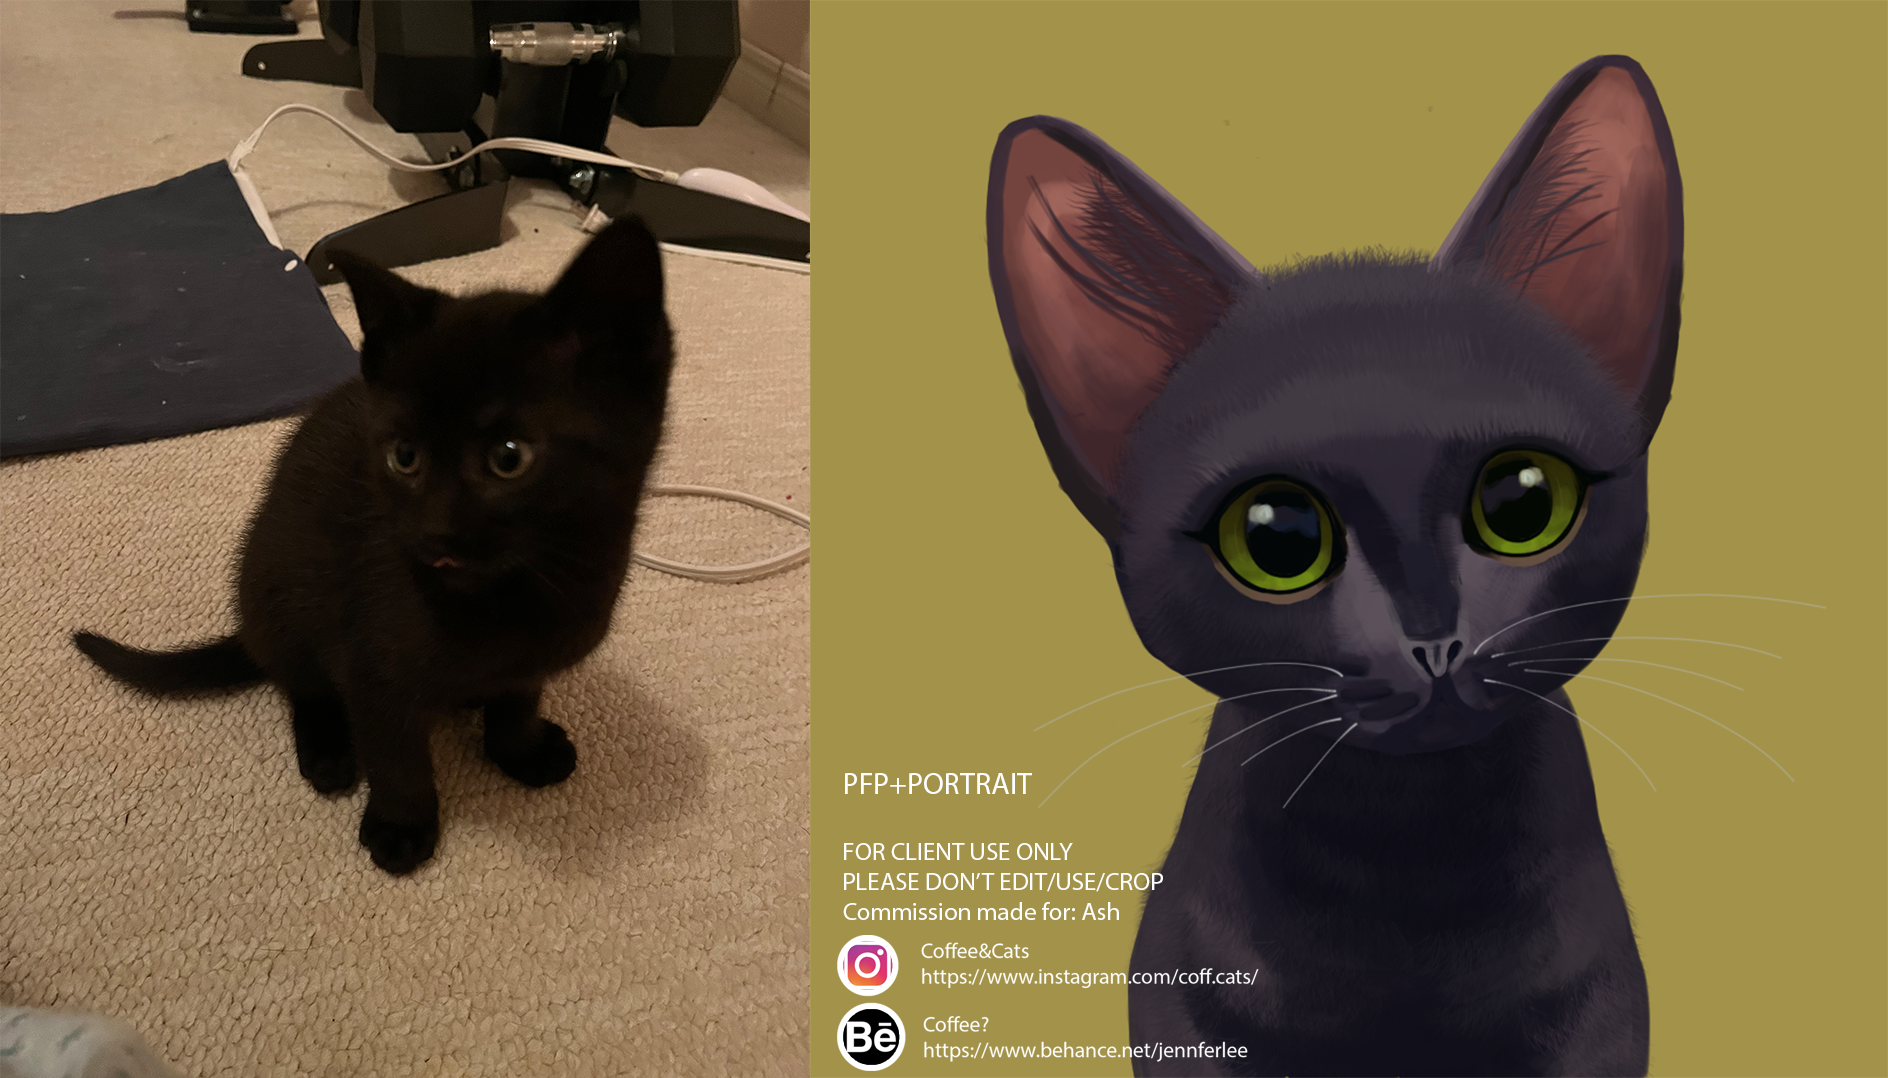 PFP+PORTRAIT
FOR CLIENT USE ONLY
PLEASE DON'T EDIT/USE/CROP
Commission made for: Ash
Coffee&Cats
https://www.instagram.com/coff.cats/
Bē
Coffee?
https://www.behance.net/jennferlee